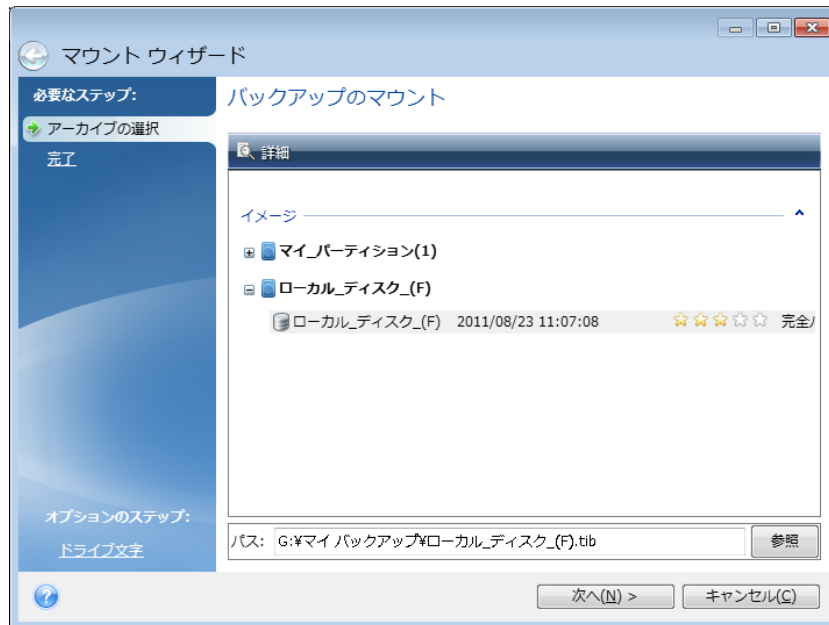 マウント ウィザード
必要なステップ:
アーカイブの選択
完了
バックアップのマウント
詳細
イメージ
マイ_パーティション(1)
ローカル_ディスク_(F)
ローカル_ディスク_(F) 2011/08/23 11:07:08 完全
オプションのステップ:
ドライブ文字
パス: G:¥マイ バックアップ¥ローカル_ディスク_(F).tib 参照
次へ(N) > キャンセル(C)